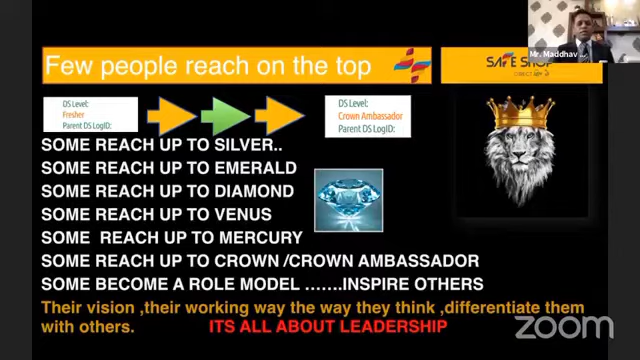 Mr. Maddhav
Few people reach on the top
SAFE SHOP
DS Level:
Fresher
Parent DS LogID:
DS Level:
Crown Ambassador
Parent DS LogID:
SOME REACH UP TO SILVER..
SOME REACH UP TO EMERALD
SOME REACH UP TO DIAMOND
SOME REACH UP TO VENUS
SOME REACH UP TO MERCURY
SOME REACH UP TO CROWN /CROWN AMBASSADOR
SOME BECOME A ROLE MODEL .......INSPIRE OTHERS
Their vision ,their working way the way they think ,differentiate them
with others. ITS ALL ABOUT LEADERSHIP
zoom